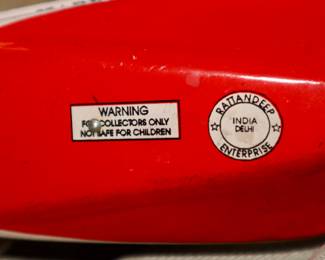 WARNING
FOR COLLECTORS ONLY
NOT SAFE FOR CHILDREN
RATTANDEEP
INDIA
DELHI
ENTERPRISE